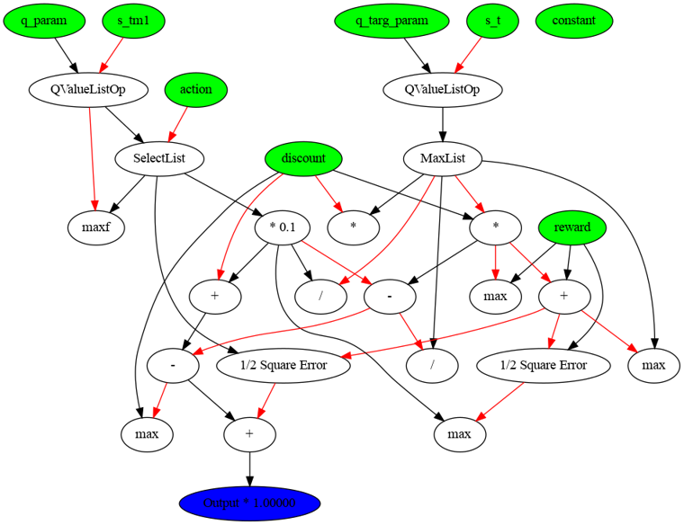 q_param
s_tm1
q_targ_param
s_t
constant
QValueListOp
action
QValueListOp
SelectList
discount
MaxList
maxf
* 0.1
*
*
reward
+
/
-
max
+
-
1/2 Square Error
/
1/2 Square Error
max
max
+
max
Output * 1.00000